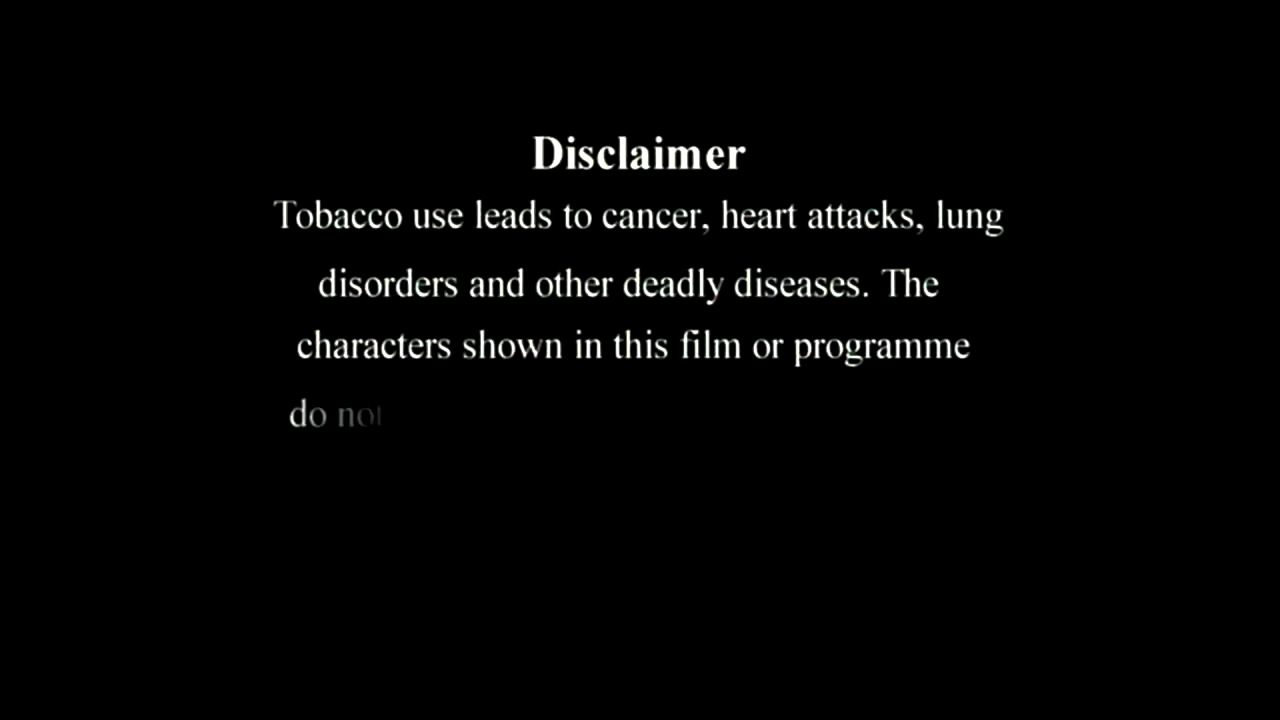 Disclaimer
Tobacco use leads to cancer, heart attacks, lung
disorders and other deadly diseases. The
characters shown in this film or programme
do not